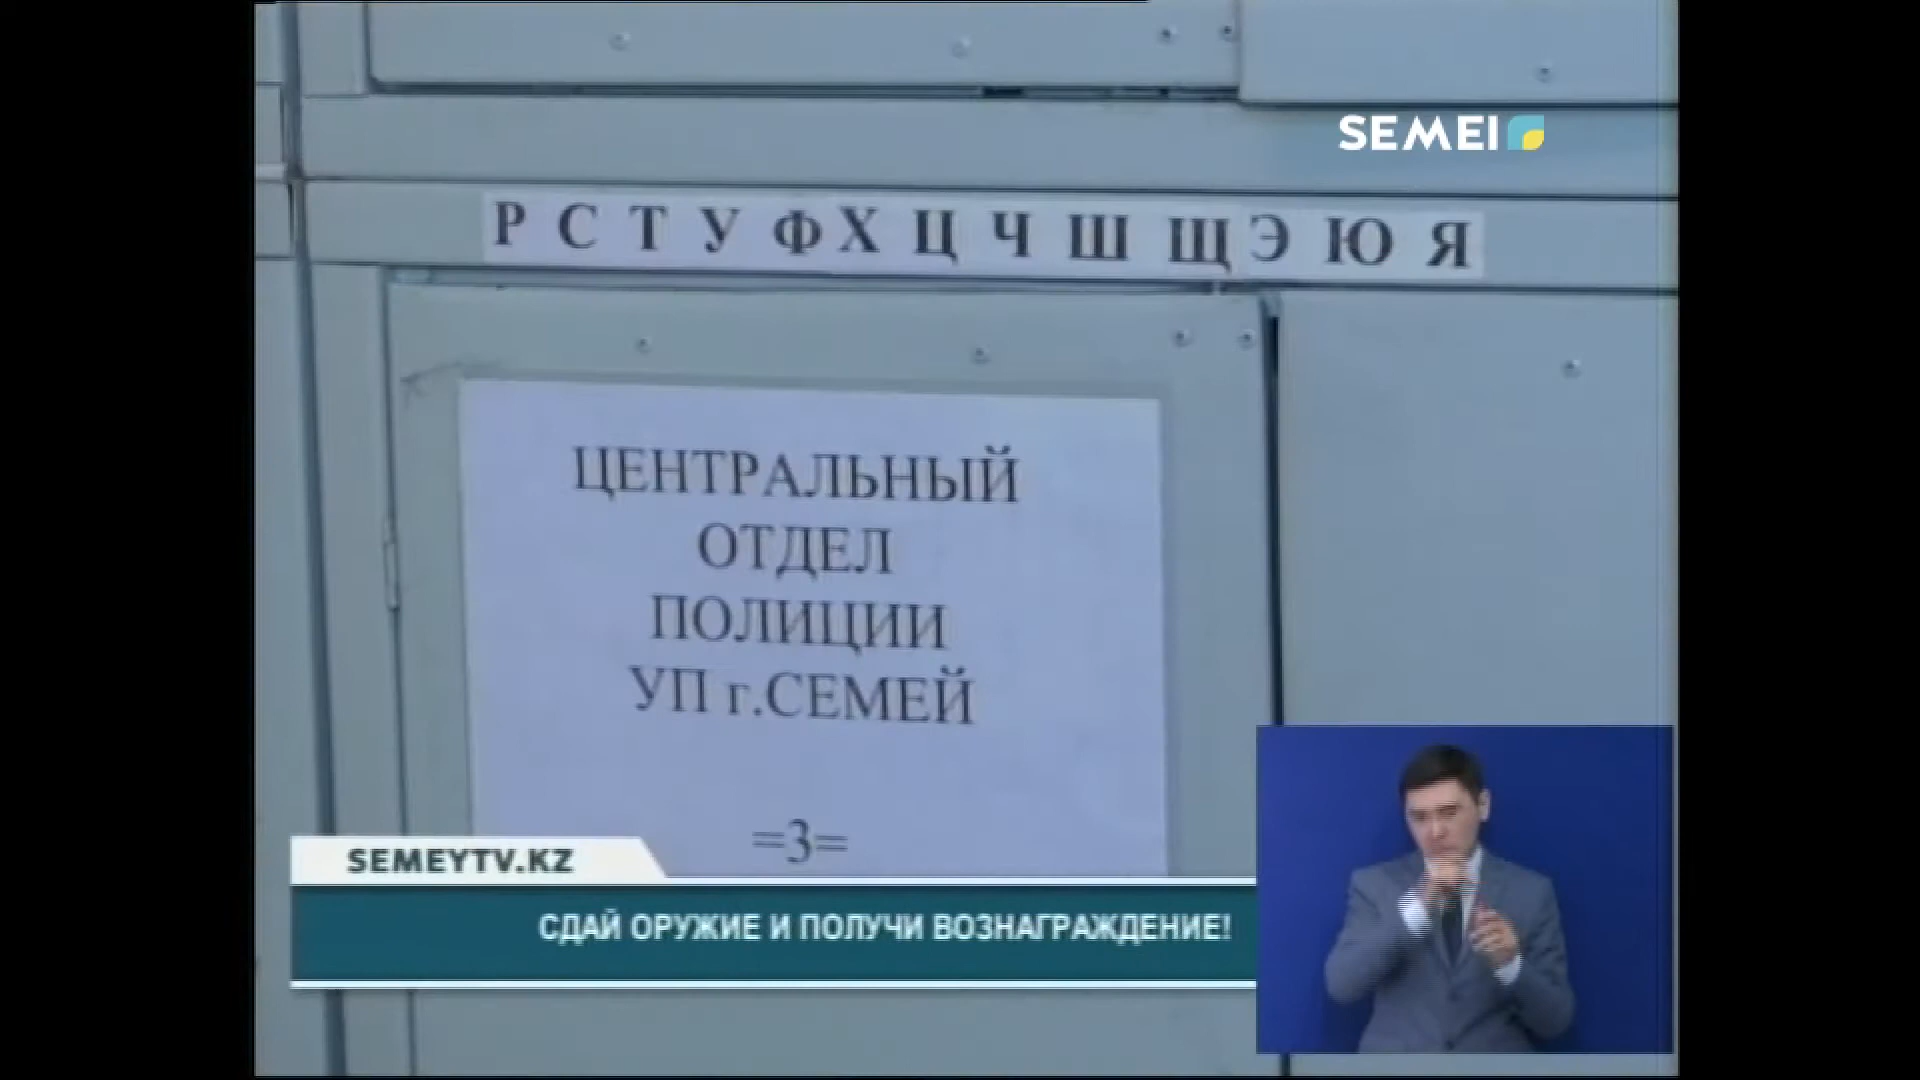 SEMEI
Р С Т У Ф Х Ц Ч Ш Щ Э Ю Я
ЦЕНТРАЛЬНЫЙ
ОТДЕЛ
ПОЛИЦИИ
УП г.СЕМЕЙ
=3=
SEMEYTV.KZ
СДАЙ ОРУЖИЕ И ПОЛУЧИ ВОЗНАГРАЖДЕНИЕ!